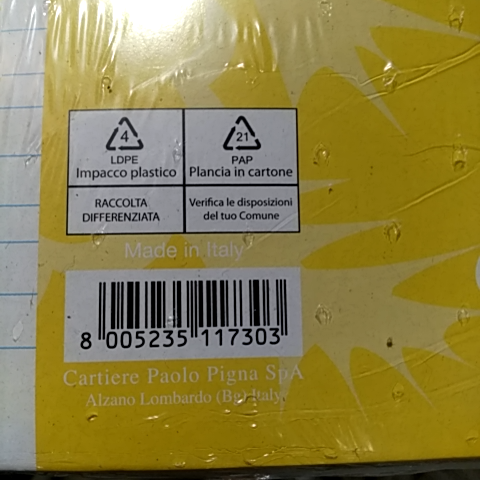 4
LDPE
Impacco plastico
21
PAP
Plancia in cartone
RACCOLTA
DIFFERENZIATA
Verifica le disposizioni
del tuo Comune
Made in Italy
8 005235 117303
Cartiere Paolo Pigna SpA
Alzano Lombardo (Bg) Italy